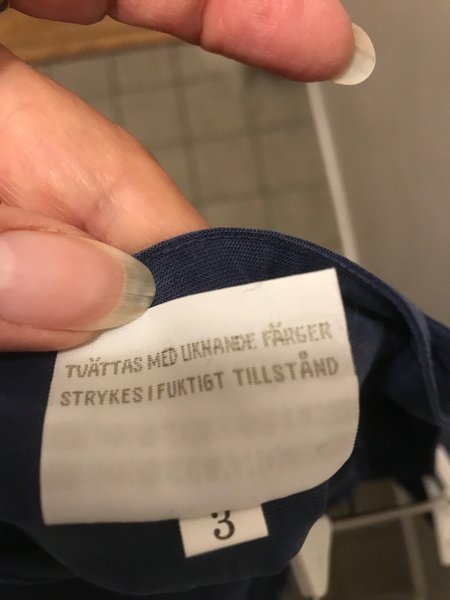 TVÄTTAS MED LIKNANDE FÄRGER
STRYKES I FUKTIGT TILLSTÅND
3